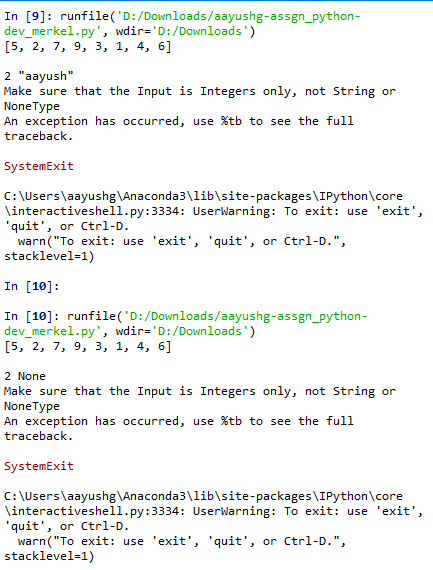 In [9]: runfile('D:/Downloads/aayushg-assgn_python-
dev_merkel.py', wdir='D:/Downloads')
[5, 2, 7, 9, 3, 1, 4, 6]
2 "aayush"
Make sure that the Input is Integers only, not String or
NoneType
An exception has occurred, use %tb to see the full
traceback.
SystemExit
C:\Users\aayushg\Anaconda3\lib\site-packages\IPython\core
\interactiveshell.py:3334: UserWarning: To exit: use 'exit',
'quit', or Ctrl-D.
  warn("To exit: use 'exit', 'quit', or Ctrl-D.",
stacklevel=1)
In [10]:
In [10]: runfile('D:/Downloads/aayushg-assgn_python-
dev_merkel.py', wdir='D:/Downloads')
[5, 2, 7, 9, 3, 1, 4, 6]
2 None
Make sure that the Input is Integers only, not String or
NoneType
An exception has occurred, use %tb to see the full
traceback.
SystemExit
C:\Users\aayushg\Anaconda3\lib\site-packages\IPython\core
\interactiveshell.py:3334: UserWarning: To exit: use 'exit',
'quit', or Ctrl-D.
  warn("To exit: use 'exit', 'quit', or Ctrl-D.",
stacklevel=1)